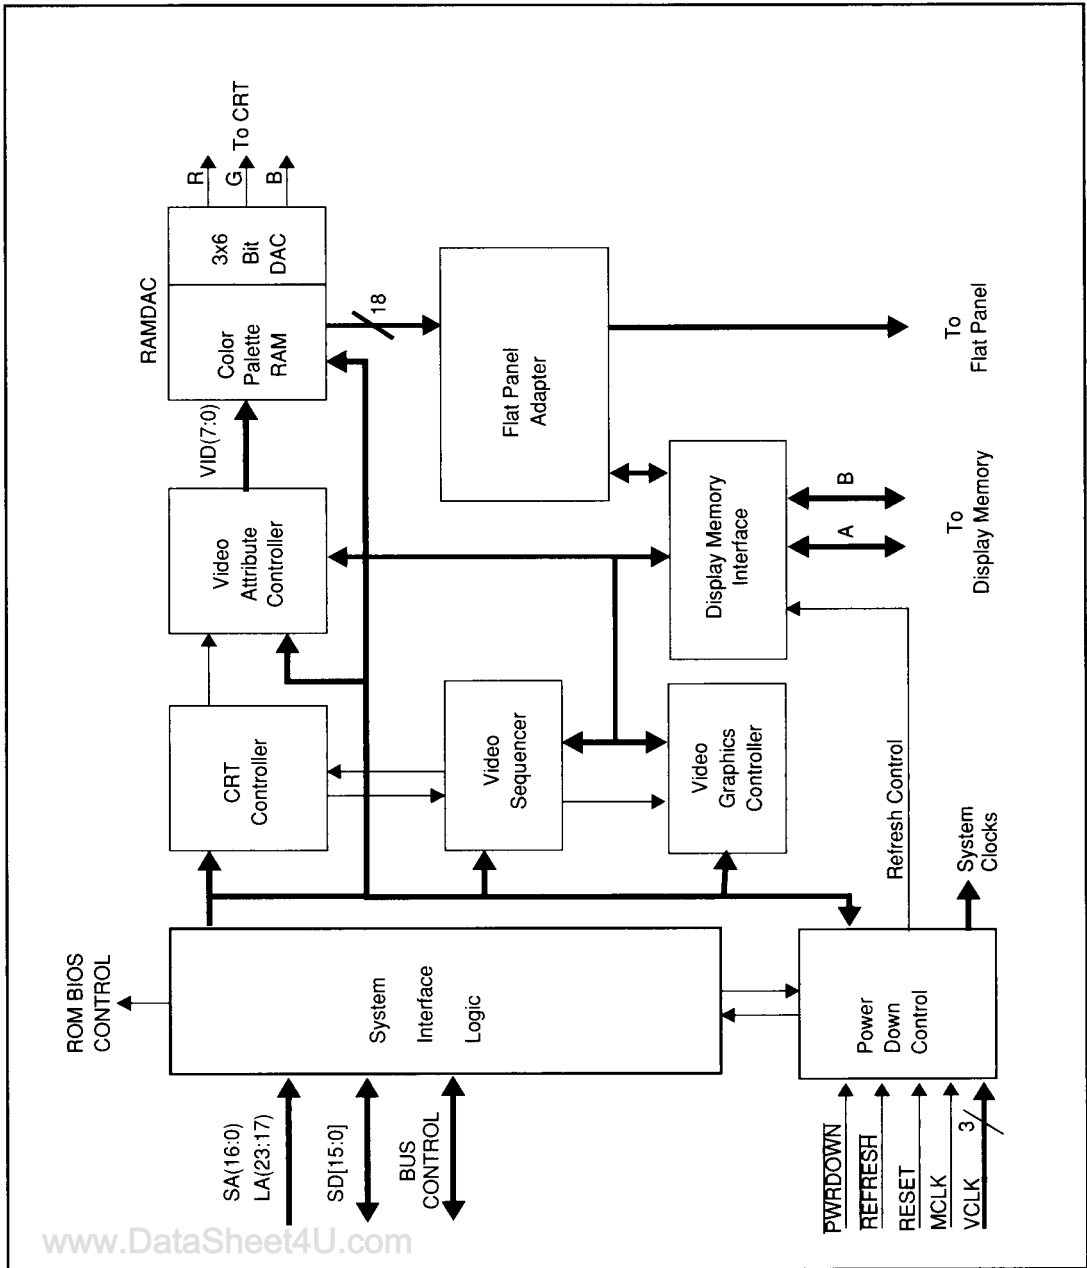 ROM BIOS
CONTROL
SA(16:0)
LA(23:17)
SD[15:0]
BUS
CONTROL
System
Interface
Logic
PWRDOWN
REFRESH
RESET
MCLK
VCLK
3
Power
Down
Control
System
Clocks
Refresh Control
CRT
Controller
Video
Sequencer
Video
Graphics
Controller
Video
Attribute
Controller
VID(7:0)
Display Memory
Interface
A
B
To
Display Memory
RAMDAC
Color
Palette
RAM
3x6
Bit
DAC
R
G
B
To CRT
18
Flat Panel
Adapter
To
Flat Panel
www.DataSheet4U.com